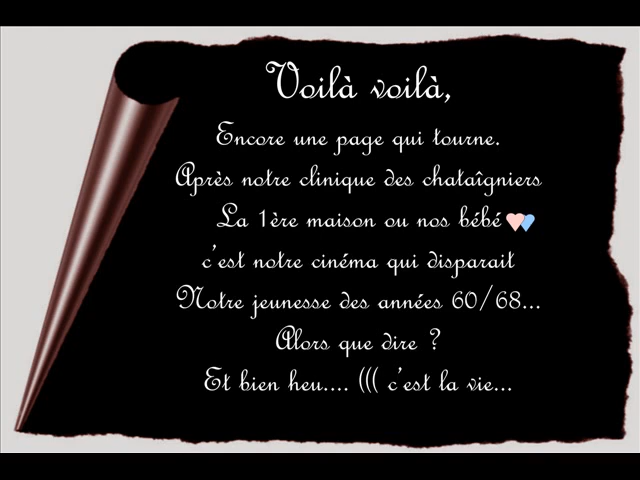 Voilà voilà,
Encore une page qui tourne.
Après notre clinique des chataîgniers
La 1ère maison ou nos bébé
c'est notre cinéma qui disparait
Notre jeunesse des années 60/68...
Alors que dire ?
Et bien heu.... ((( c'est la vie...